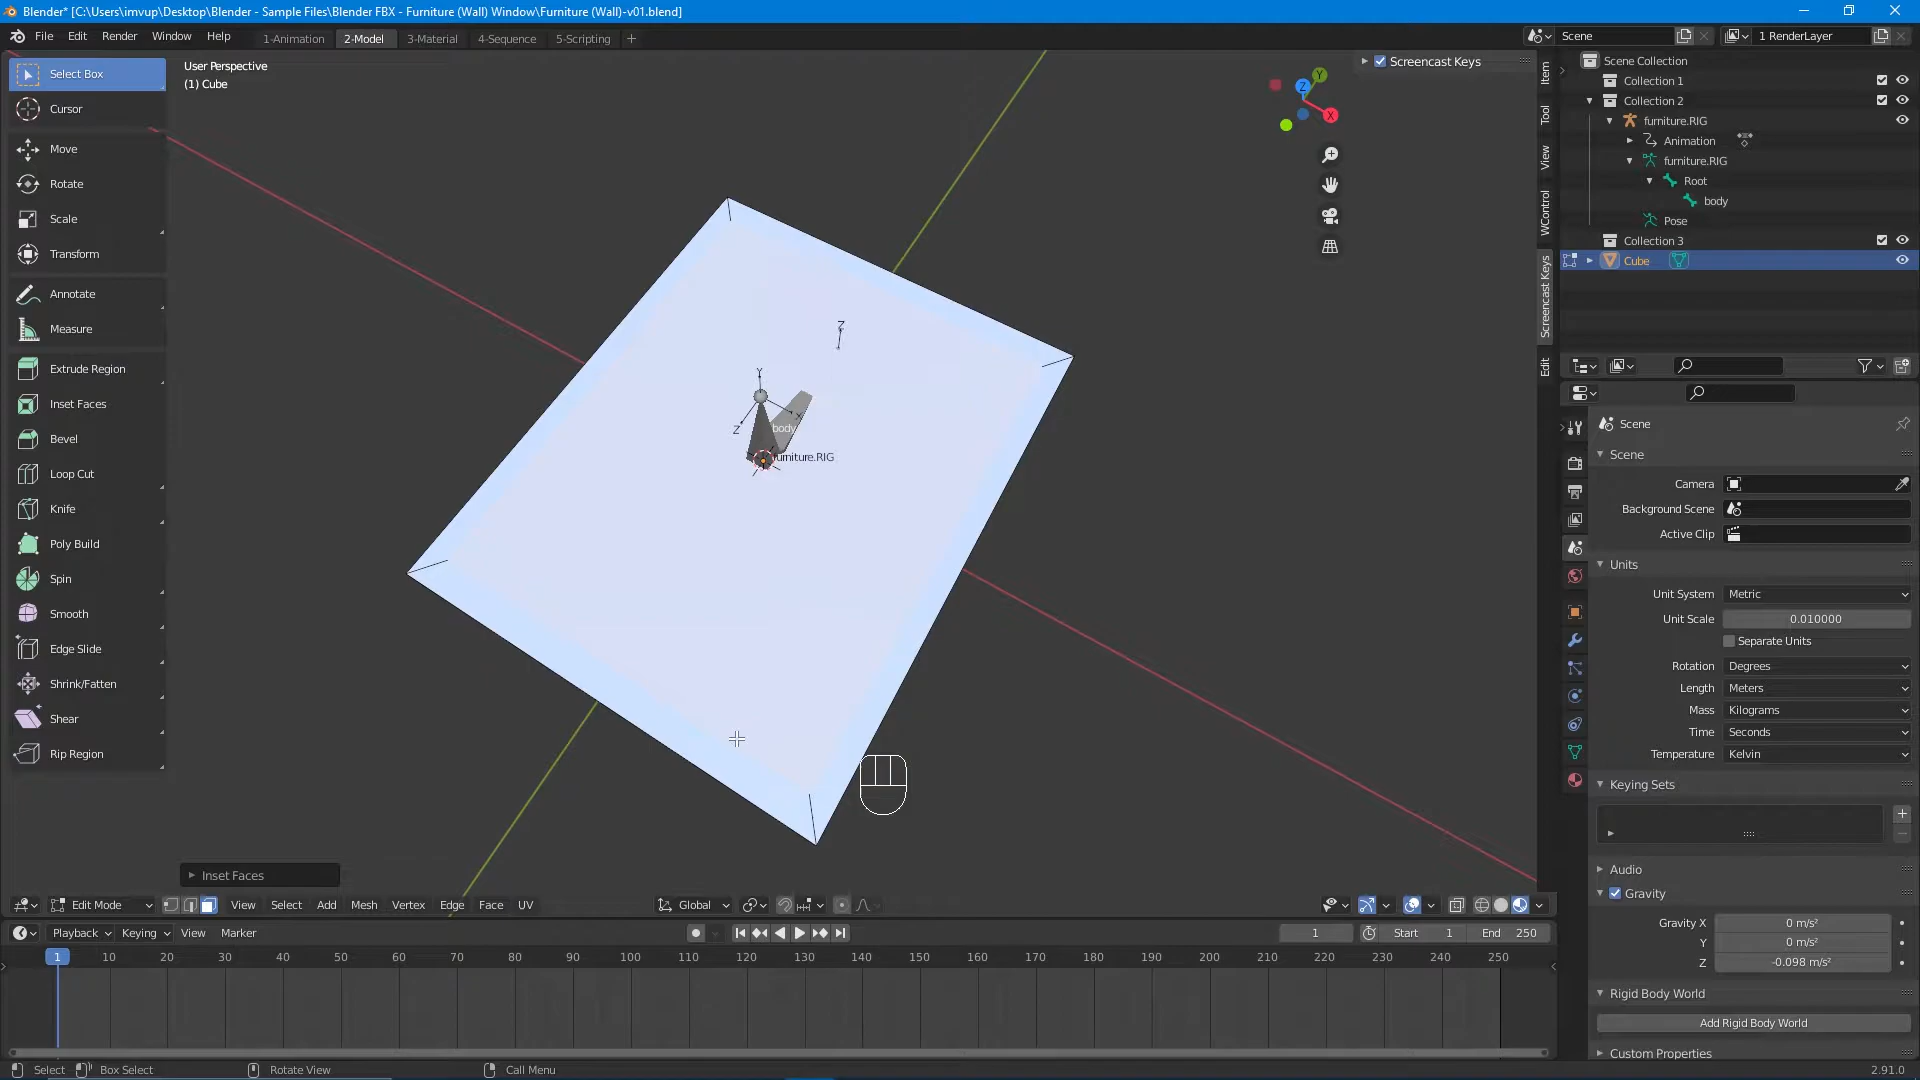 Blender* [C:\Users\imvup\Desktop\Blender - Sample Files\Blender FBX - Furniture (Wall) Window\Furniture (Wall)-v01.blend]
File Edit Render Window Help 1-Animation 2-Model 3-Material 4-Sequence 5-Scripting + Scene 1 RenderLayer
Select Box
Cursor
Move
Rotate
Scale
Transform
Annotate
Measure
Extrude Region
Inset Faces
Bevel
Loop Cut
Knife
Poly Build
Spin
Smooth
Edge Slide
Shrink/Fatten
Shear
Rip Region
User Perspective
(1) Cube
Z
Y
X
Z
body
furniture.RIG
Screencast Keys
Y
Z
X
Item
Tool
View
WControl
Screencast Keys
Edit
Inset Faces
Edit Mode View Select Add Mesh Vertex Edge Face UV Global
Playback Keying View Marker 1 Start 1 End 250
1 10 20 30 40 50 60 70 80 90 100 110 120 130 140 150 160 170 180 190 200 210 220 230 240 250
Select Box Select Rotate View Call Menu 2.91.0
Scene Collection
Collection 1
Collection 2
furniture.RIG
Animation
furniture.RIG
Root
body
Pose
Collection 3
Cube
Scene
Scene
Camera
Background Scene
Active Clip
Units
Unit System Metric
Unit Scale 0.010000
Separate Units
Rotation Degrees
Length Meters
Mass Kilograms
Time Seconds
Temperature Kelvin
Keying Sets
Audio
Gravity
Gravity X 0 m/s²
Y 0 m/s²
Z -0.098 m/s²
Rigid Body World
Add Rigid Body World
Custom Properties